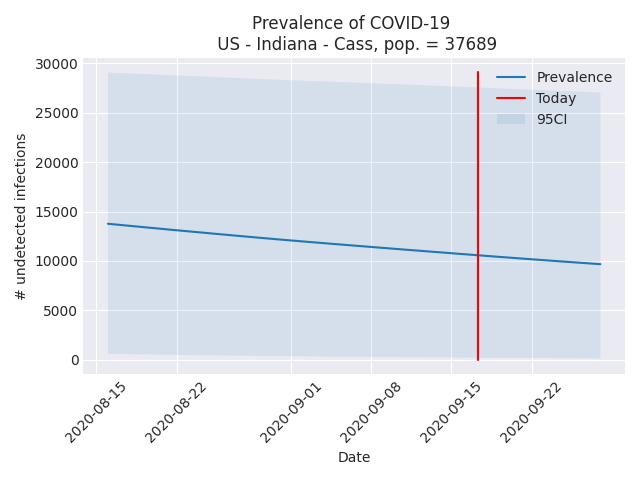 Prevalence of COVID-19
US - Indiana - Cass, pop. = 37689
Prevalence
Today
95CI
# undetected infections
30000
25000
20000
15000
10000
5000
0
2020-08-15
2020-08-22
2020-09-01
2020-09-08
2020-09-15
2020-09-22
Date